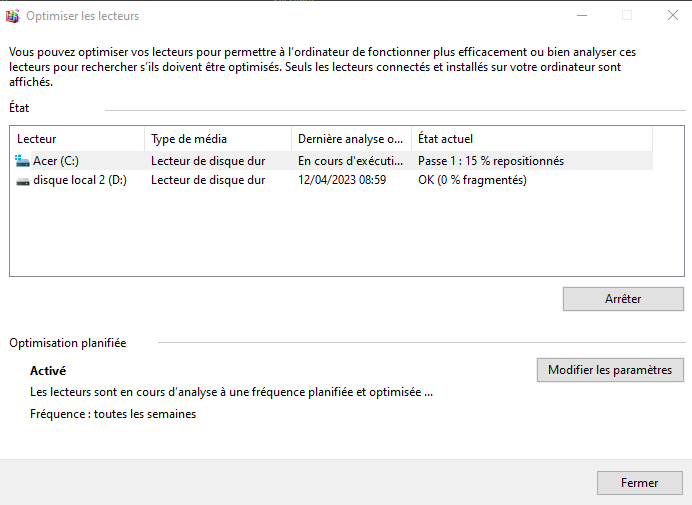 Optimiser les lecteurs
Vous pouvez optimiser vos lecteurs pour permettre à l'ordinateur de fonctionner plus efficacement ou bien analyser ces
lecteurs pour rechercher s'ils doivent être optimisés. Seuls les lecteurs connectés et installés sur votre ordinateur sont
affichés.
État
Lecteur Type de média Dernière analyse o... État actuel
Acer (C:) Lecteur de disque dur En cours d'exécuti... Passe 1 : 15 % repositionnés
disque local 2 (D:) Lecteur de disque dur 12/04/2023 08:59 OK (0 % fragmentés)
Arrêter
Optimisation planifiée
Activé
Modifier les paramètres
Les lecteurs sont en cours d'analyse à une fréquence planifiée et optimisée ...
Fréquence : toutes les semaines
Fermer